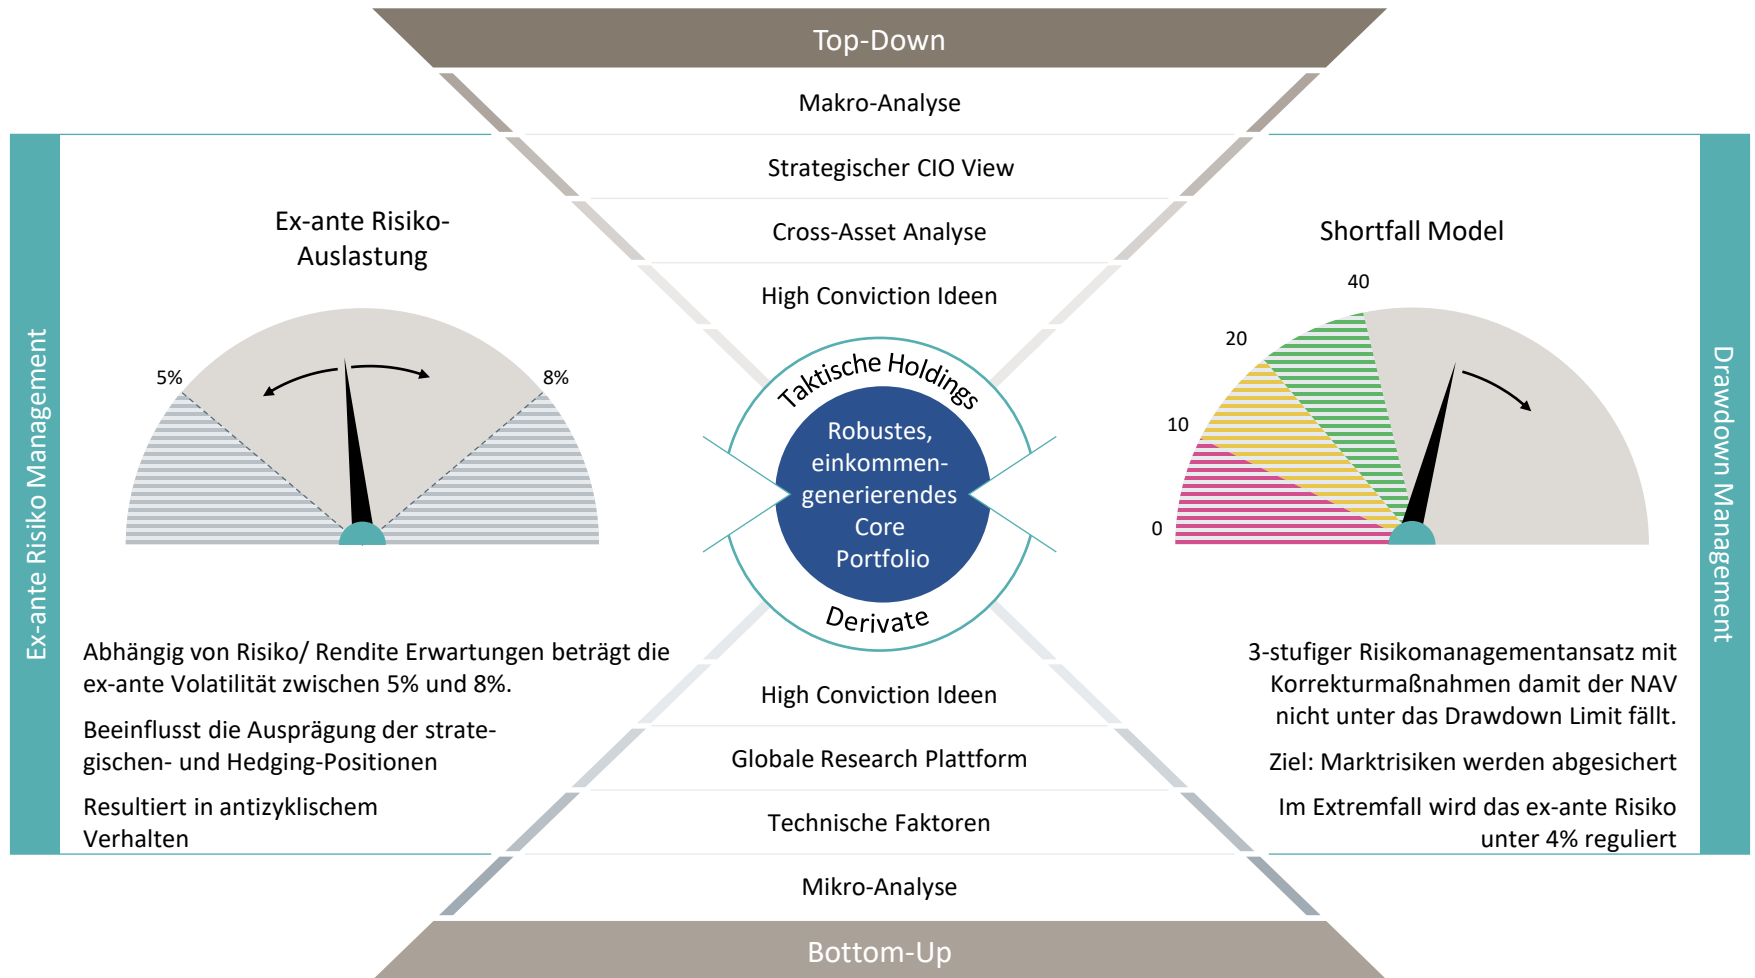 Top-Down
Makro-Analyse
Strategischer CIO View
Cross-Asset Analyse
High Conviction Ideen
Ex-ante Risiko Management
Ex-ante Risiko-
Auslastung
5%
8%
Abhängig von Risiko/ Rendite Erwartungen beträgt die
ex-ante Volatilität zwischen 5% und 8%.
Beeinflusst die Ausprägung der strate-
gischen- und Hedging-Positionen
Resultiert in antizyklischem
Verhalten
Taktische Holdings
Robustes,
einkommen-
generierendes
Core
Portfolio
Derivate
Shortfall Model
40
20
10
0
3-stufiger Risikomanagementansatz mit
Korrekturmaßnahmen damit der NAV
nicht unter das Drawdown Limit fällt.
Ziel: Marktrisiken werden abgesichert
Im Extremfall wird das ex-ante Risiko
unter 4% reguliert
Drawdown Management
High Conviction Ideen
Globale Research Plattform
Technische Faktoren
Mikro-Analyse
Bottom-Up